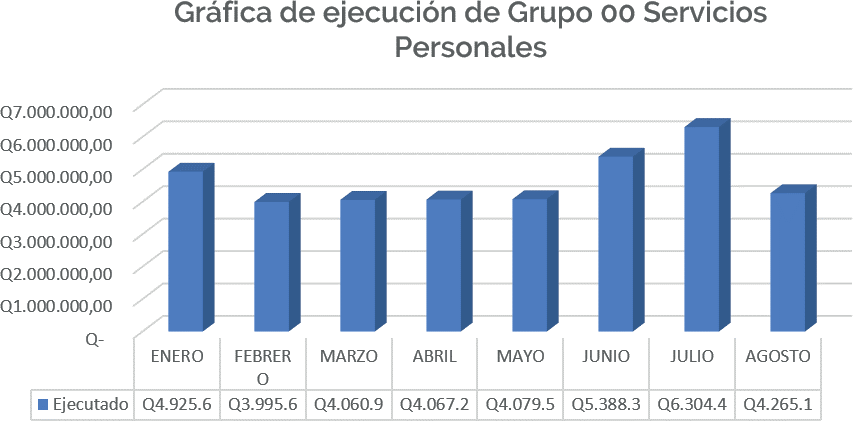 Gráfica de ejecución de Grupo 00 Servicios
Personales
Q7.000.000,00
Q6.000.000,00
Q5.000.000,00
Q4.000.000,00
Q3.000.000,00
Q2.000.000,00
Q1.000.000,00
Q-
ENERO FEBRER MARZO ABRIL MAYO JUNIO JULIO AGOSTO
O
Ejecutado Q4.925.6 Q3.995.6 Q4.060.9 Q4.067.2 Q4.079.5 Q5.388.3 Q6.304.4 Q4.265.1